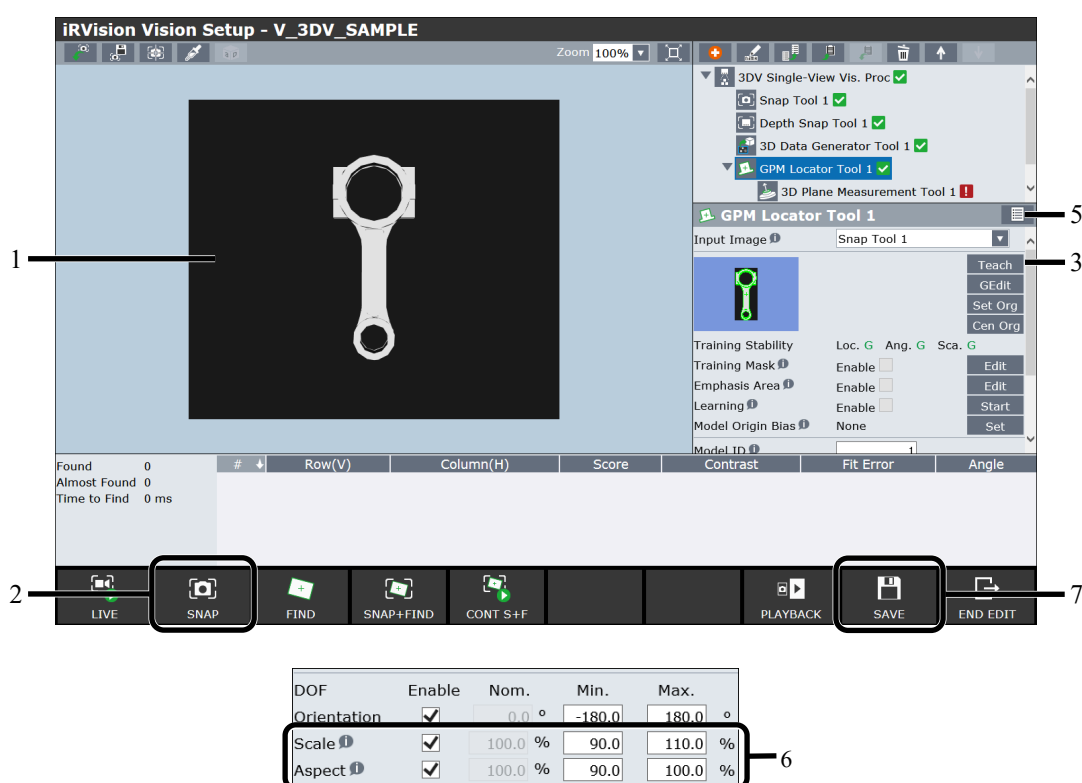 iRVision Vision Setup - V_3DV_SAMPLE
Zoom 100%
3DV Single-View Vis. Proc
Snap Tool 1
Depth Snap Tool 1
3D Data Generator Tool 1
GPM Locator Tool 1
3D Plane Measurement Tool 1 !
GPM Locator Tool 1
5
Input Image Snap Tool 1
1
3
Teach
GEdit
Set Org
Cen Org
Training Stability Loc. G Ang. G Sca. G
Training Mask Enable Edit
Emphasis Area Enable Edit
Learning Enable Start
Model Origin Bias None Set
Model ID 1
Found 0
Almost Found 0
Time to Find 0 ms
# Row(V) Column(H) Score Contrast Fit Error Angle
2
LIVE SNAP FIND SNAP+FIND CONT S+F PLAYBACK SAVE END EDIT
7
DOF Enable Nom. Min. Max.
Orientation 0.0 ° -180.0 180.0 °
Scale 100.0 % 90.0 110.0 %
Aspect 100.0 % 90.0 100.0 %
6